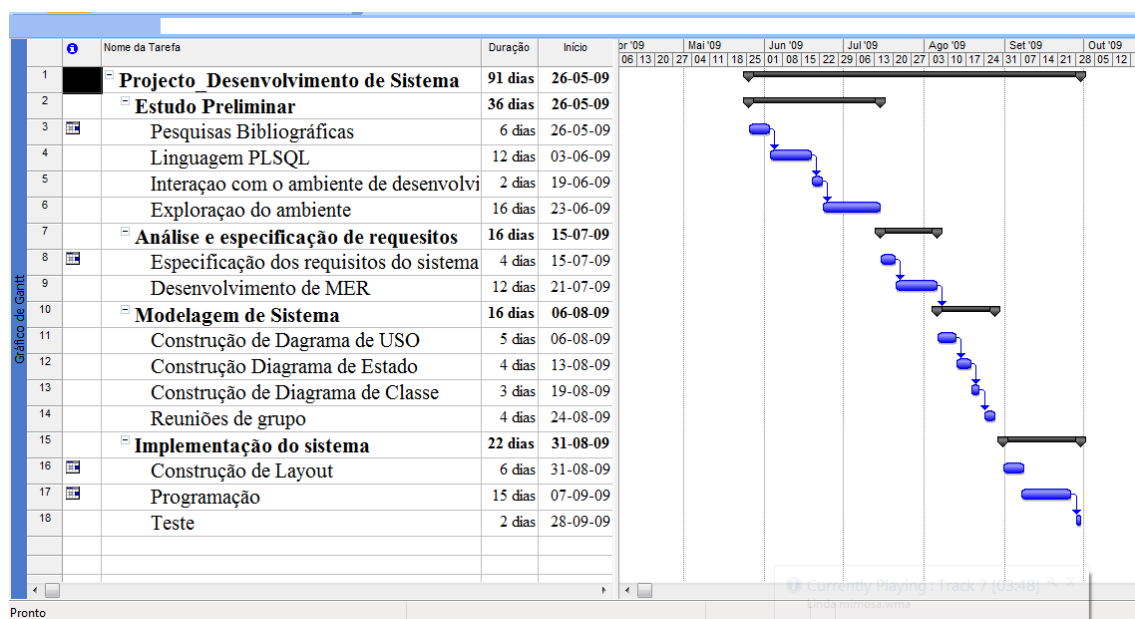 Nome da Tarefa Duração Início
br '09 Mai '09 Jun '09 Jul '09 Ago '09 Set '09 Out '09
06 13 20 27 04 11 18 25 01 08 15 22 29 06 13 20 27 03 10 17 24 31 07 14 21 28 05 12
1 Projecto_Desenvolvimento de Sistema 91 dias 26-05-09
2 Estudo Preliminar 36 dias 26-05-09
3 Pesquisas Bibliográficas 6 dias 26-05-09
4 Linguagem PLSQL 12 dias 03-06-09
5 Interaçao com o ambiente de desenvolvi 2 dias 19-06-09
6 Exploraçao do ambiente 16 dias 23-06-09
7 Análise e especificação de requesitos 16 dias 15-07-09
8 Especificação dos requisitos do sistema 4 dias 15-07-09
9 Desenvolvimento de MER 12 dias 21-07-09
10 Modelagem de Sistema 16 dias 06-08-09
11 Construção de Dagrama de USO 5 dias 06-08-09
12 Construção Diagrama de Estado 4 dias 13-08-09
13 Construção de Diagrama de Classe 3 dias 19-08-09
14 Reuniões de grupo 4 dias 24-08-09
15 Implementação do sistema 22 dias 31-08-09
16 Construção de Layout 6 dias 31-08-09
17 Programação 15 dias 07-09-09
18 Teste 2 dias 28-09-09
Gráfico de Gantt
Currently Playing : Track 7 [03:48]
Linda mimosa.wma
Pronto